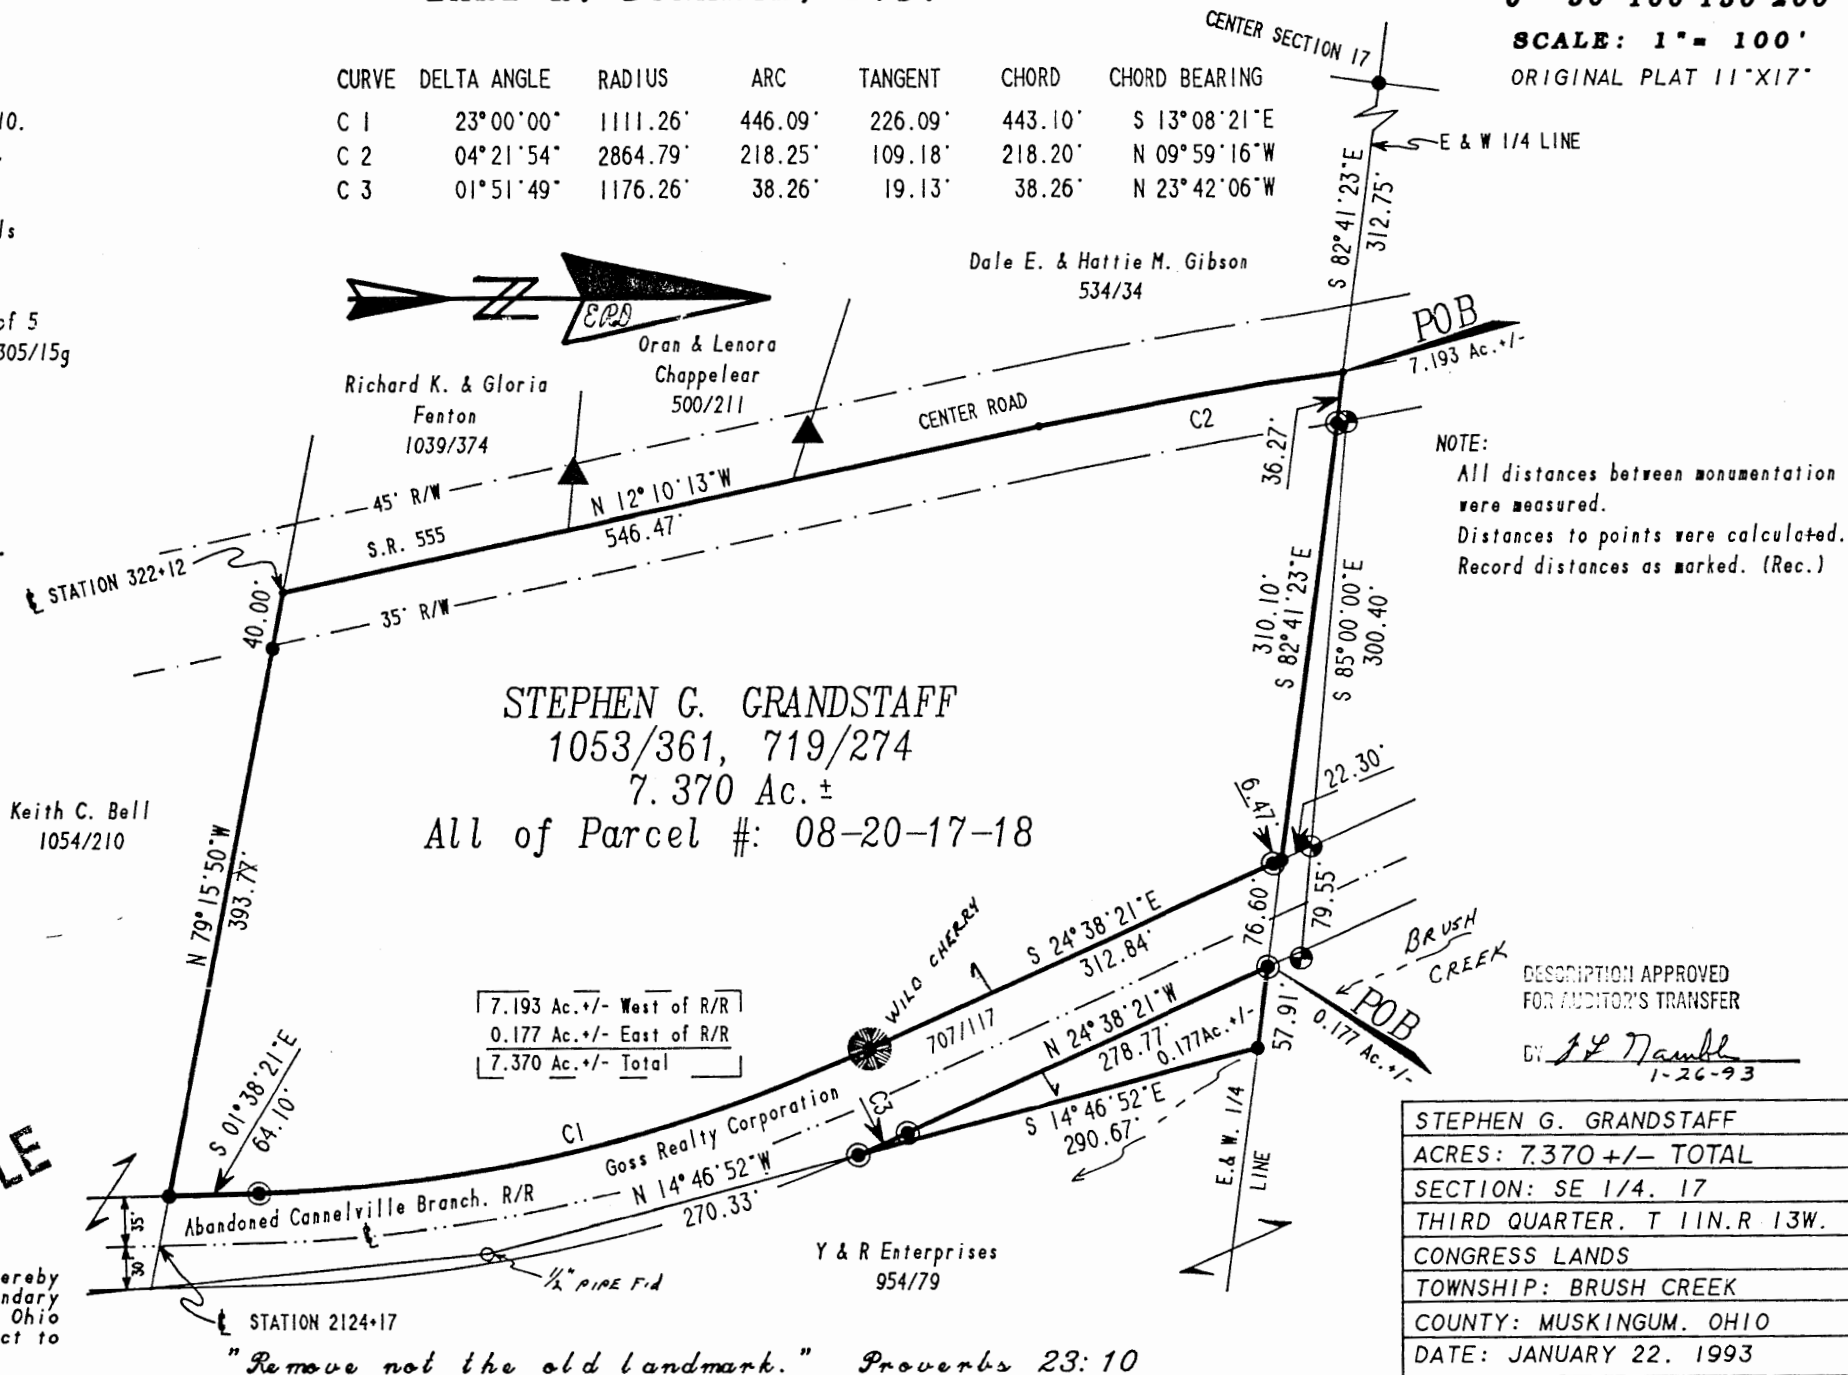 SCALE: 1"= 100'
ORIGINAL PLAT 11"X17"
CENTER SECTION 17
E & W 1/4 LINE
CURVE DELTA ANGLE RADIUS ARC TANGENT CHORD CHORD BEARING
C 1 23°00'00" 1111.26' 446.09' 226.09' 443.10' S 13°08'21"E
C 2 04°21'54" 2864.79' 218.25' 109.18' 218.20' N 09°59'16"W
C 3 01°51'49" 1176.26' 38.26' 19.13' 38.26' N 23°42'06"W
of 5
305/15g
S 82°41'23"E
312.75'
Dale E. & Hattie M. Gibson
534/34
ERD
Oran & Lenora
Chappelear
500/211
Richard K. & Gloria
Fenton
1039/374
POB
7.193 Ac.+/-
CENTER ROAD
C2
36.27'
NOTE:
All distances between monumentation
were measured.
Distances to points were calculated.
Record distances as marked. (Rec.)
45' R/W
N 12°10'13"W
546.47'
S.R. 555
℄ STATION 322+12
40.00'
35' R/W
310.10'
S 82°41'23"E
S 85°00'00"E
300.40'
STEPHEN G. GRANDSTAFF
1053/361, 719/274
7.370 Ac.±
All of Parcel #: 08-20-17-18
Keith C. Bell
1054/210
N 79°15'50"W
393.77'
6.47'
22.30'
76.60'
79.55'
WILD CHERRY
S 24°38'21"E
312.84'
707/117
N 24°38'21"W
278.77'
0.177Ac.+/-
BRUSH
CREEK
POB
0.177 Ac.+/-
57.91'
7.193 Ac.+/- West of R/R
0.177 Ac.+/- East of R/R
7.370 Ac.+/- Total
DESCRIPTION APPROVED
FOR AUDITOR'S TRANSFER
BY
1-26-93
S 01°38'21"E
64.10'
C1
Goss Realty Corporation
C3
S 14°46'52"E
290.67'
E.& W. 1/4
LINE
Abandoned Cannelville Branch. R/R
℄
N 14°46'52"W
270.33'
35'
30'
1/2" PIPE F'd
Y & R Enterprises
954/79
℄ STATION 2124+17
Ohio
"Remove not the old landmark." Proverbs 23:10
STEPHEN G. GRANDSTAFF
ACRES: 7.370 +/- TOTAL
SECTION: SE 1/4. 17
THIRD QUARTER. T 11N.R 13W.
CONGRESS LANDS
TOWNSHIP: BRUSH CREEK
COUNTY: MUSKINGUM. OHIO
DATE: JANUARY 22. 1993